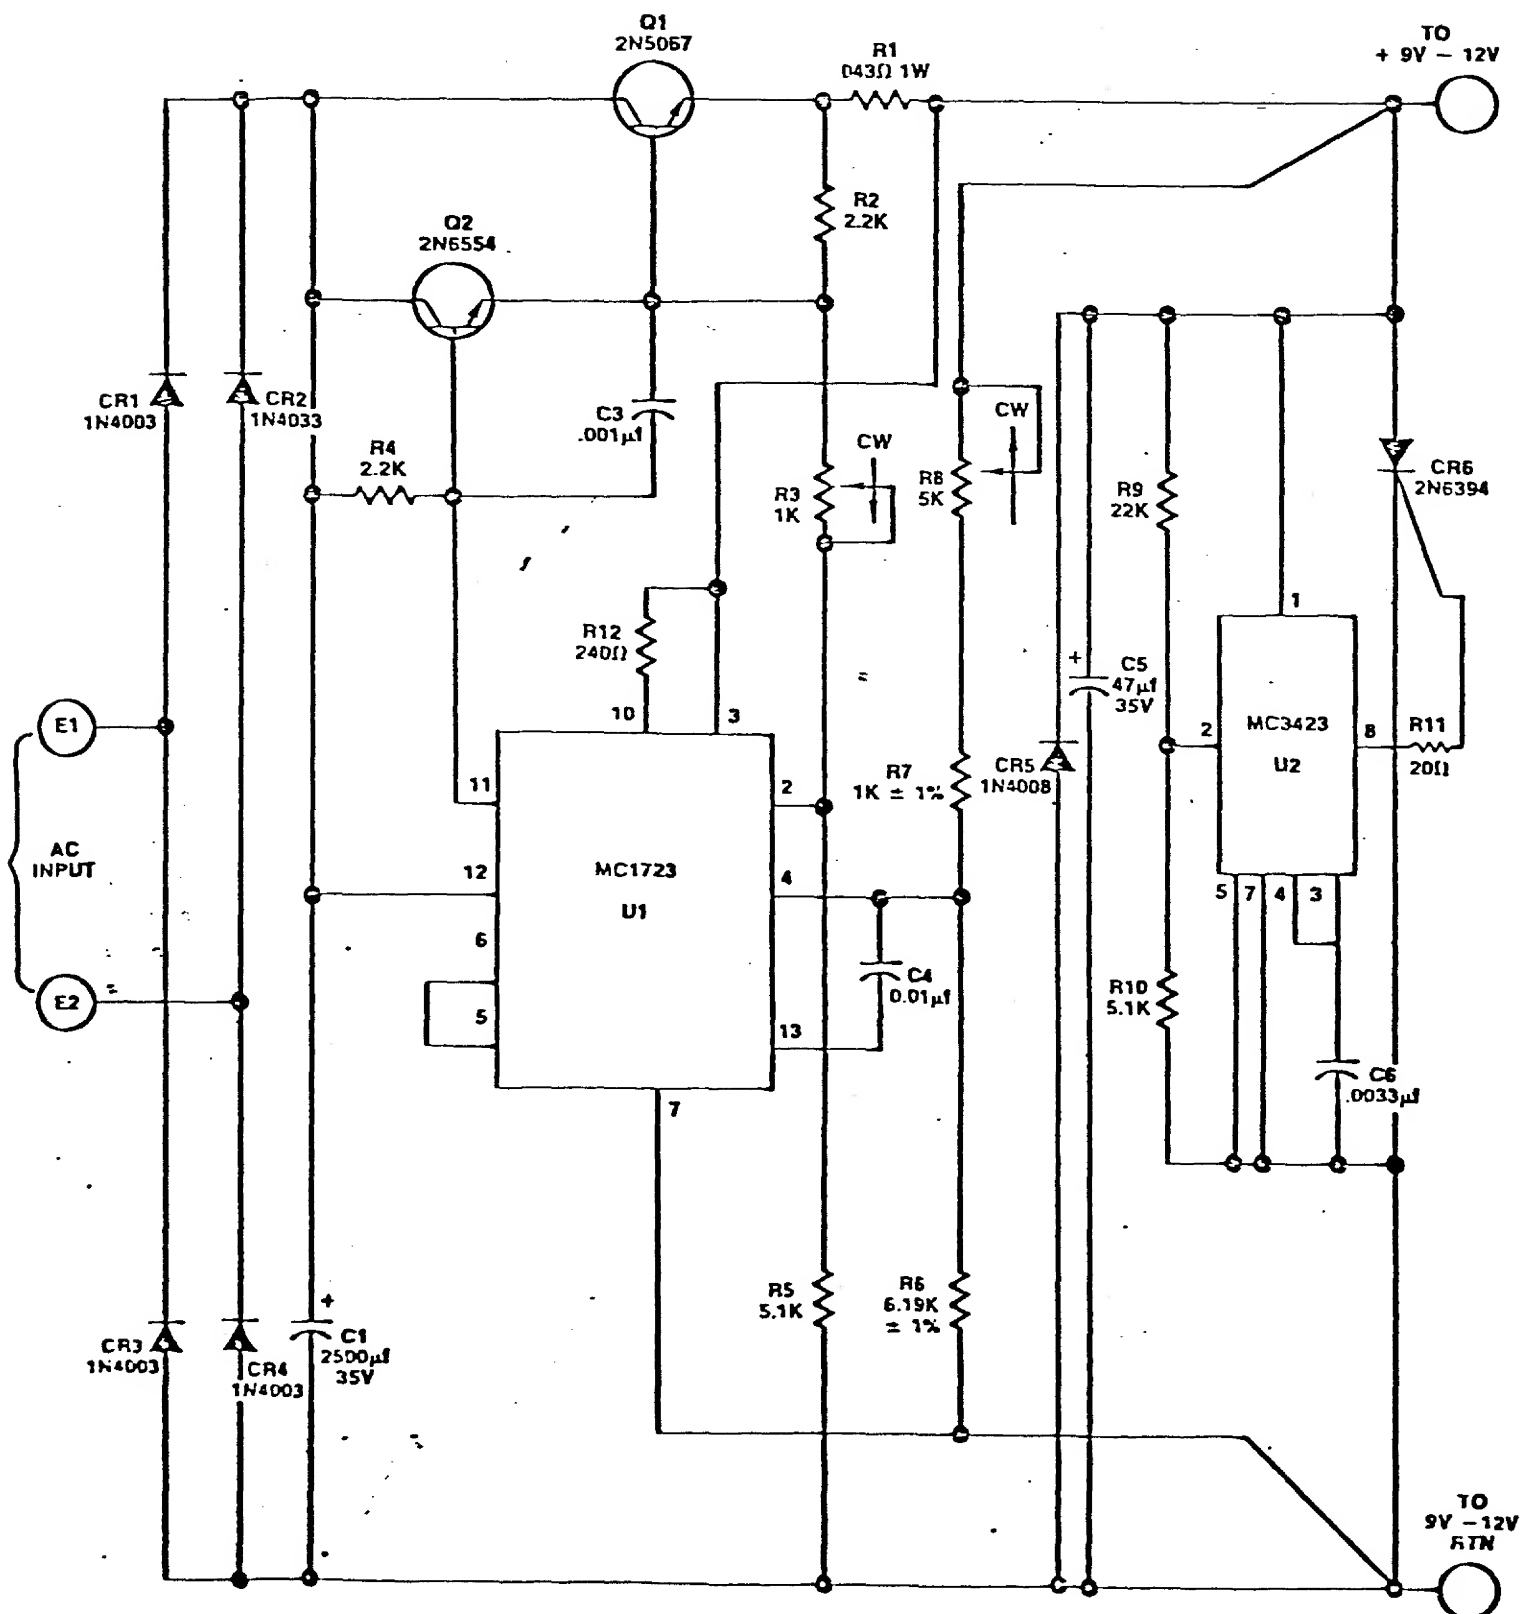 Q1
2N5067
R1
.043Ω 1W
TO
+ 9V – 12V
R2
2.2K
Q2
2N6554
CR1
1N4003
CR2
1N4033
C3
.001µf
CW
CW
R4
2.2K
R3
1K
R8
5K
R9
22K
CR6
2N6394
1
R12
240Ω
10
3
C5
+
47µf
35V
E1
2
MC3423
U2
8
R11
20Ω
11
2
R7
1K ± 1%
CR5
1N4008
AC
INPUT
12
MC1723
U1
4
5
7
4
3
6
C4
0.01µf
E2
5
13
R10
5.1K
7
C6
.0033µf
R5
5.1K
R6
6.19K
± 1%
+
CR3
1N4003
CR4
1N4003
C1
2500µf
35V
TO
9V – 12V
RTN